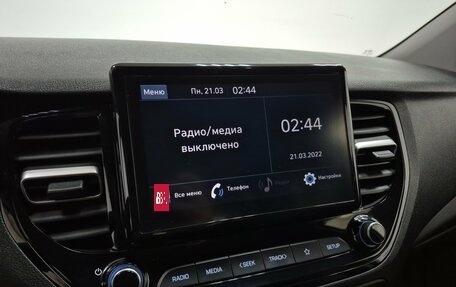 Меню Пн, 21.03 02:44
Радио/медиа
выключено
02:44
21.03.2022
Все меню Телефон Медиа Настройки
RADIO MEDIA <SEEK TRACK> ☆ SETUP